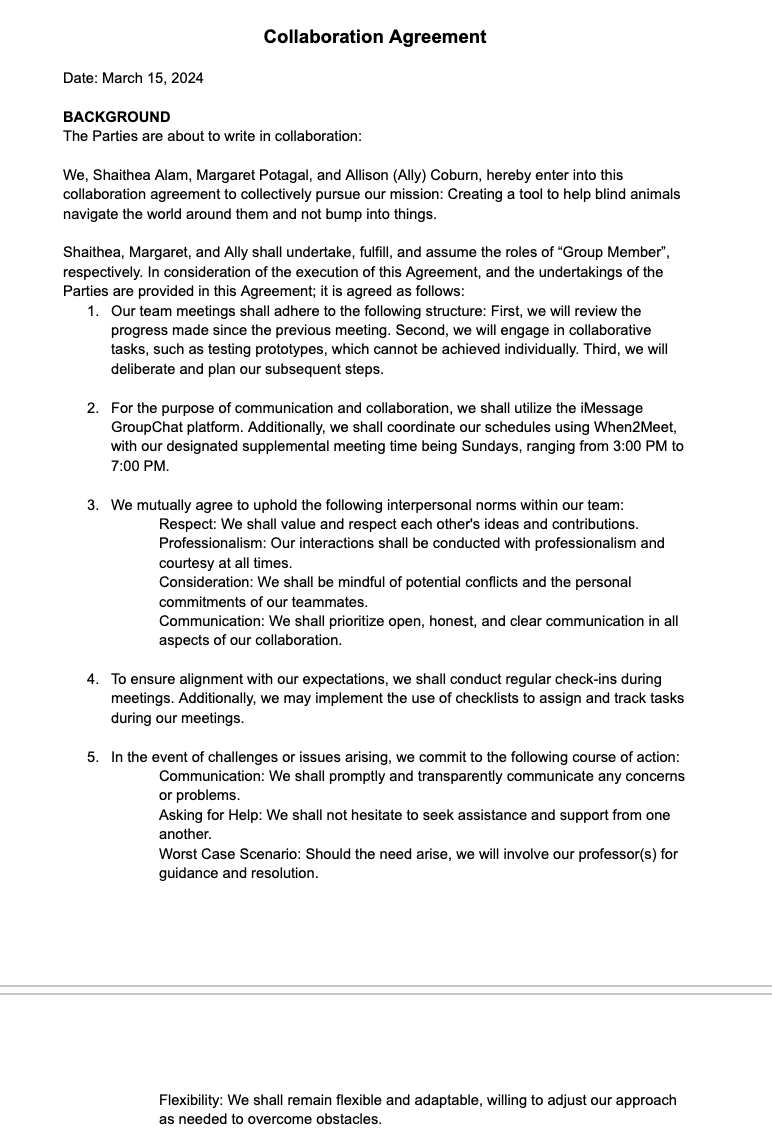 Collaboration Agreement
Date: March 15, 2024
BACKGROUND
The Parties are about to write in collaboration:
We, Shaithea Alam, Margaret Potagal, and Allison (Ally) Coburn, hereby enter into this
collaboration agreement to collectively pursue our mission: Creating a tool to help blind animals
navigate the world around them and not bump into things.
Shaithea, Margaret, and Ally shall undertake, fulfill, and assume the roles of “Group Member”,
respectively. In consideration of the execution of this Agreement, and the undertakings of the
Parties are provided in this Agreement; it is agreed as follows:
1. Our team meetings shall adhere to the following structure: First, we will review the
progress made since the previous meeting. Second, we will engage in collaborative
tasks, such as testing prototypes, which cannot be achieved individually. Third, we will
deliberate and plan our subsequent steps.
2. For the purpose of communication and collaboration, we shall utilize the iMessage
GroupChat platform. Additionally, we shall coordinate our schedules using When2Meet,
with our designated supplemental meeting time being Sundays, ranging from 3:00 PM to
7:00 PM.
3. We mutually agree to uphold the following interpersonal norms within our team:
Respect: We shall value and respect each other's ideas and contributions.
Professionalism: Our interactions shall be conducted with professionalism and
courtesy at all times.
Consideration: We shall be mindful of potential conflicts and the personal
commitments of our teammates.
Communication: We shall prioritize open, honest, and clear communication in all
aspects of our collaboration.
4. To ensure alignment with our expectations, we shall conduct regular check-ins during
meetings. Additionally, we may implement the use of checklists to assign and track tasks
during our meetings.
5. In the event of challenges or issues arising, we commit to the following course of action:
Communication: We shall promptly and transparently communicate any concerns
or problems.
Asking for Help: We shall not hesitate to seek assistance and support from one
another.
Worst Case Scenario: Should the need arise, we will involve our professor(s) for
guidance and resolution.
Flexibility: We shall remain flexible and adaptable, willing to adjust our approach
as needed to overcome obstacles.